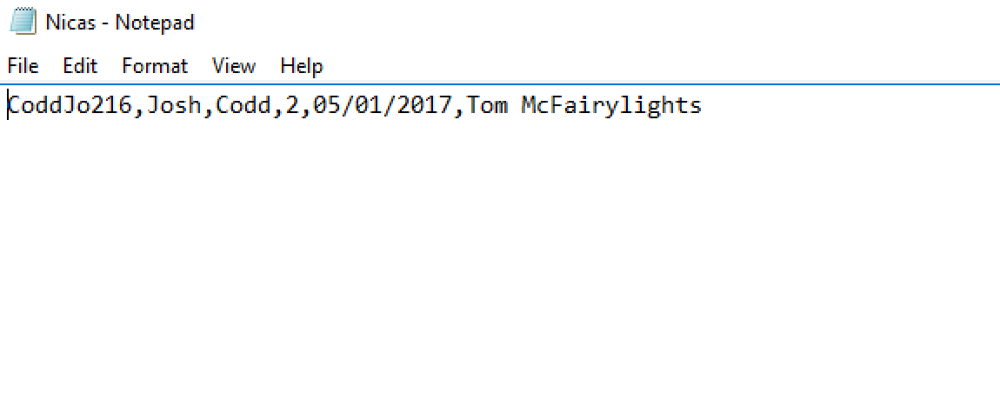 Nicas - Notepad
File Edit Format View Help
CoddJo216,Josh,Codd,2,05/01/2017,Tom McFairylights